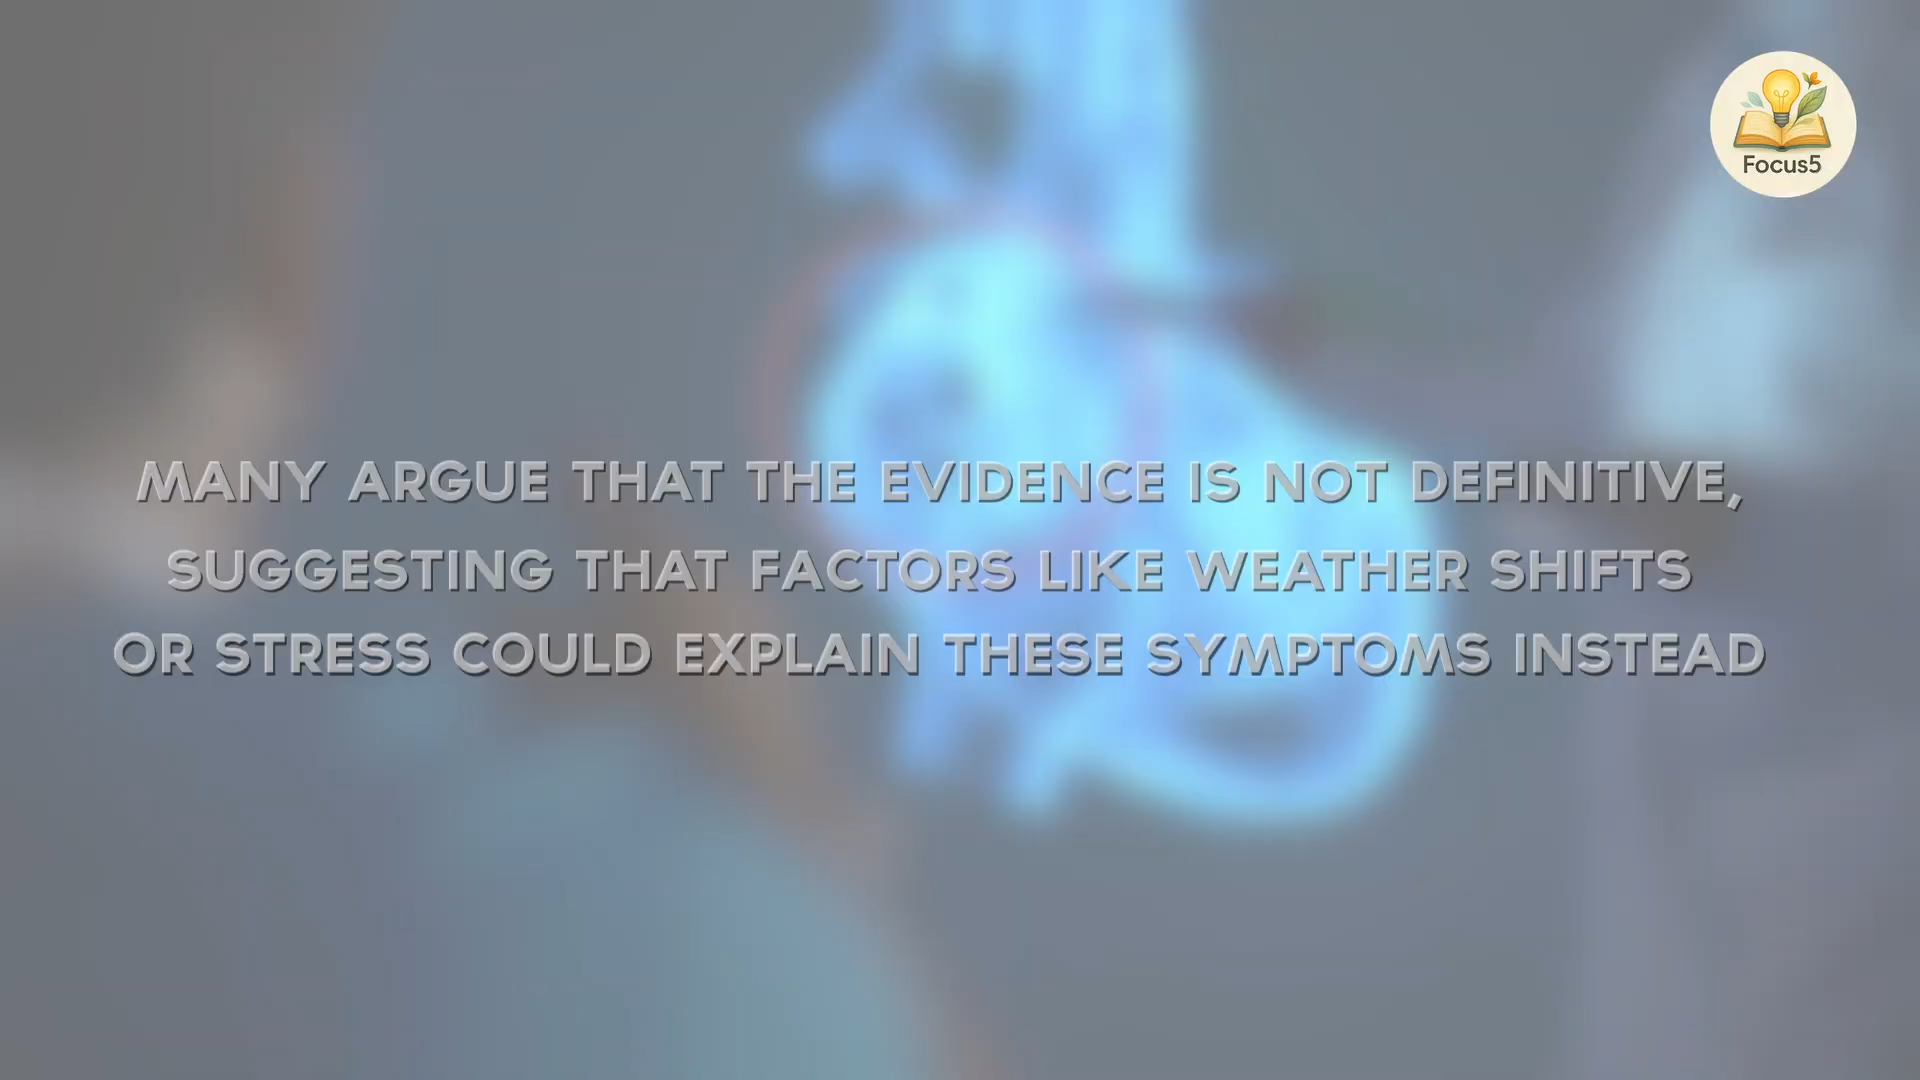 Focus5
MANY ARGUE THAT THE EVIDENCE IS NOT DEFINITIVE,
SUGGESTING THAT FACTORS LIKE WEATHER SHIFTS
OR STRESS COULD EXPLAIN THESE SYMPTOMS INSTEAD